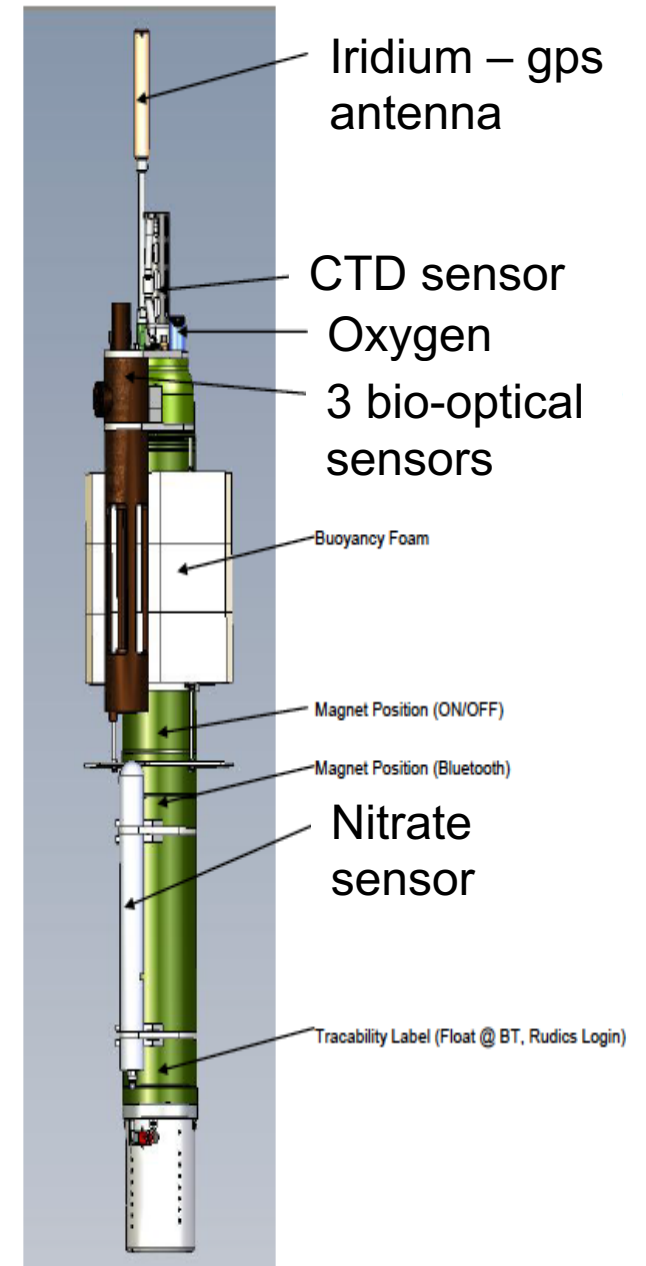 Iridium – gps
antenna
CTD sensor
Oxygen
3 bio-optical
sensors
Buoyancy Foam
Magnet Position (ON/OFF)
Magnet Position (Bluetooth)
Nitrate
sensor
Tracability Label (Float @ BT, Rudics Login)